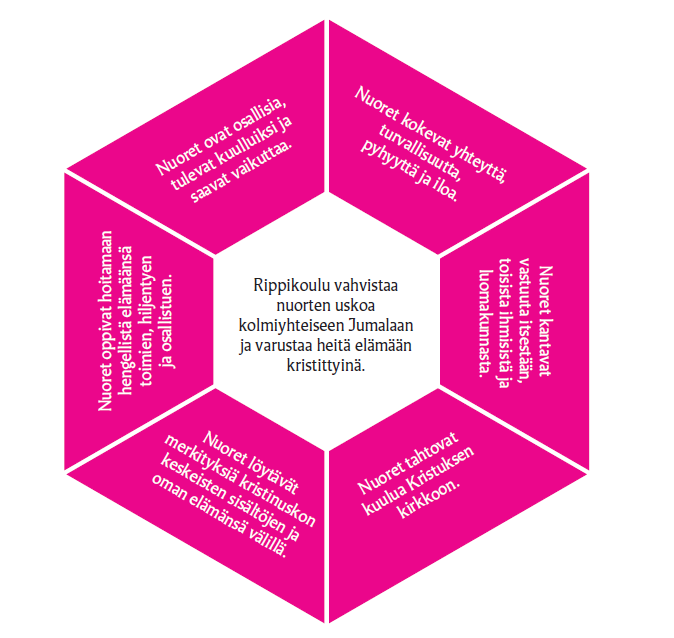 Nuoret ovat osallisia,
tulevat kuulluiksi ja
saavat vaikuttaa.
Nuoret kokevat yhteyttä,
turvallisuutta,
pyhyyttä ja iloa.
Nuoret kantavat
vastuuta itsestään,
toisista ihmisistä ja
luomakunnasta.
Nuoret tahtovat
kuulua Kristuksen
kirkkoon.
Nuoret löytävät
merkityksiä kristinuskon
keskeisten sisältöjen ja
oman elämänsä välillä.
Nuoret oppivat hoitamaan
hengellistä elämäänsä
toimien, hiljentyen
ja osallistuen.
Rippikoulu vahvistaa
nuorten uskoa
kolmiyhteiseen Jumalaan
ja varustaa heitä elämään
kristittyinä.